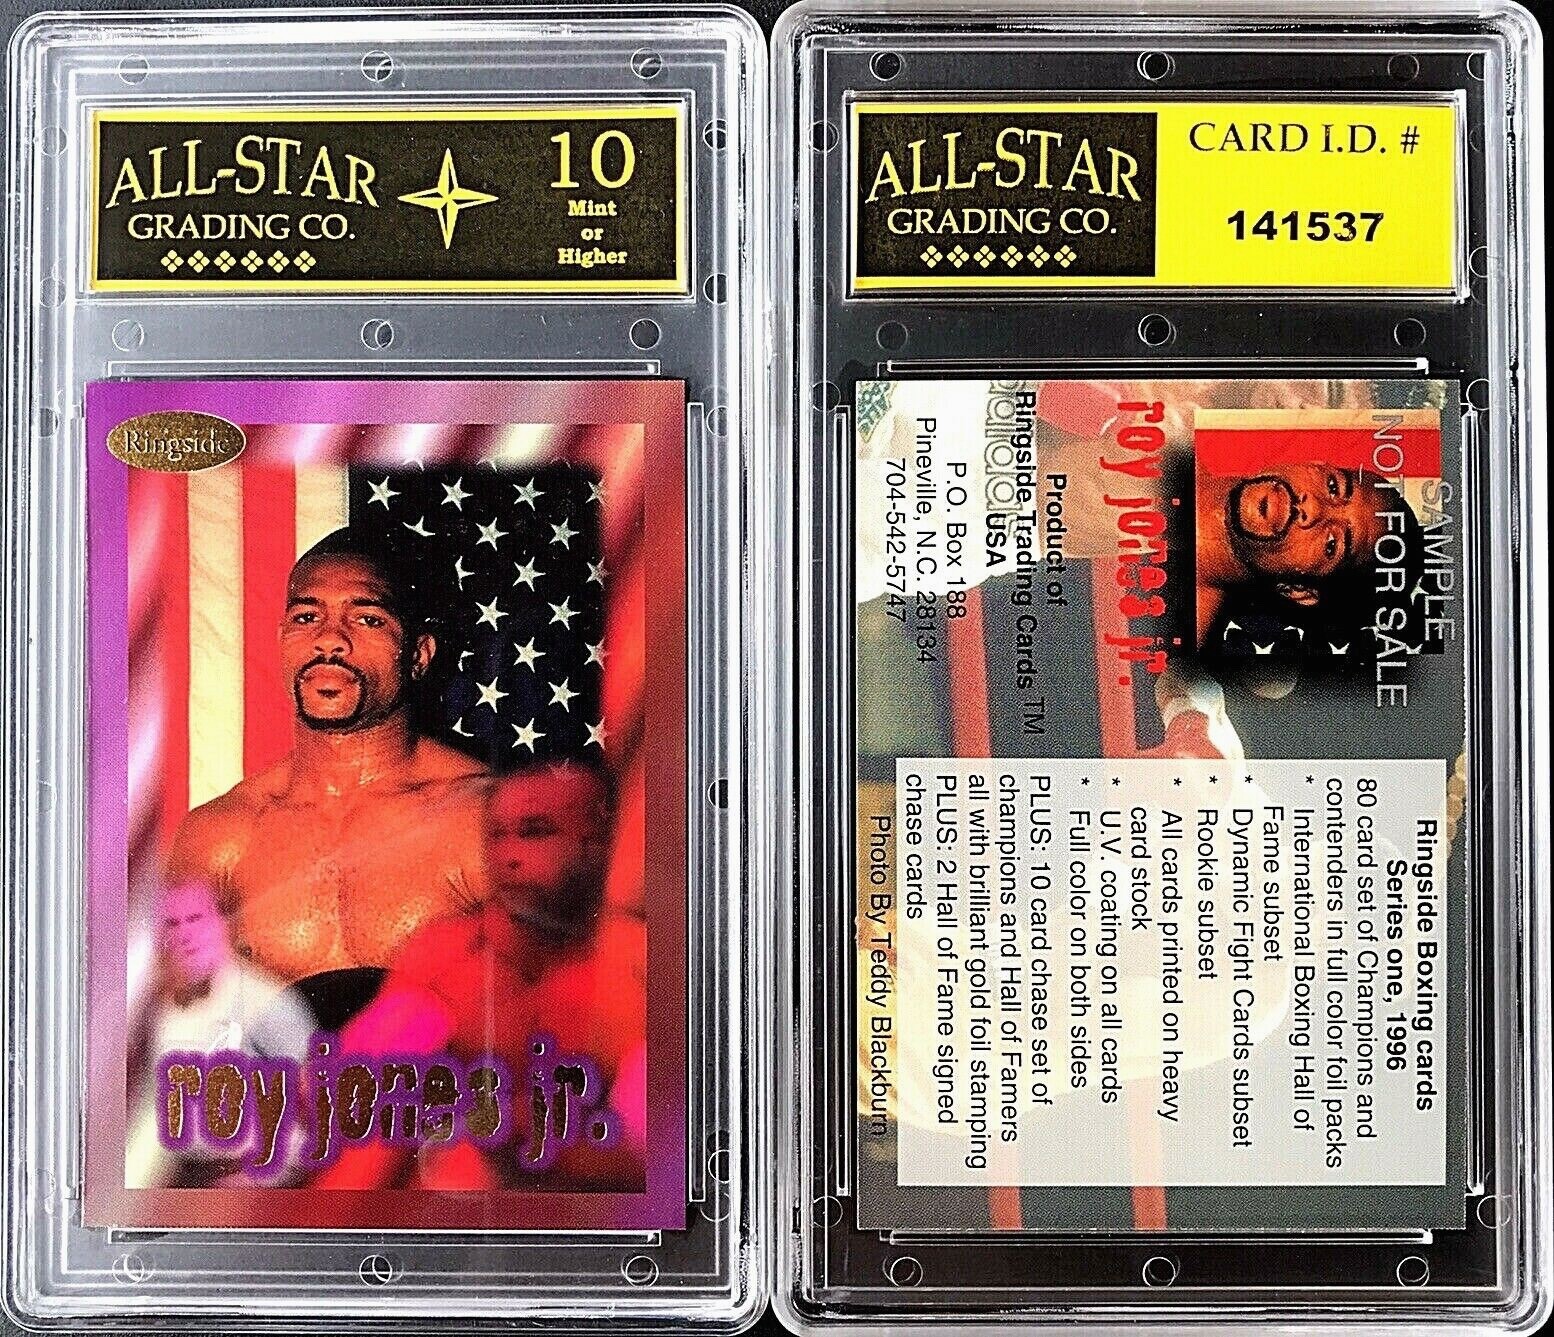 ALL-STAR
GRADING CO.
10
Mint
or
Higher
Ringside
roy jones jr.
ALL-STAR
GRADING CO.
CARD I.D. #
141537
SAMPLE
NOT FOR SALE
roy jones jr.
adidas
Product of
Ringside Trading Cards TM
USA
P.O. Box 188
Pineville, N.C. 28134
704-542-5747
Ringside Boxing cards
Series one, 1996
80 card set of Champions and
contenders in full color foil packs
* International Boxing Hall of
Fame subset
* Dynamic Fight Cards subset
* Rookie subset
* All cards printed on heavy
card stock
* U.V. coating on all cards
* Full color on both sides
PLUS: 10 card chase set of
champions and Hall of Famers
all with brilliant gold foil stamping
PLUS: 2 Hall of Fame signed
chase cards
Photo By Teddy Blackburn